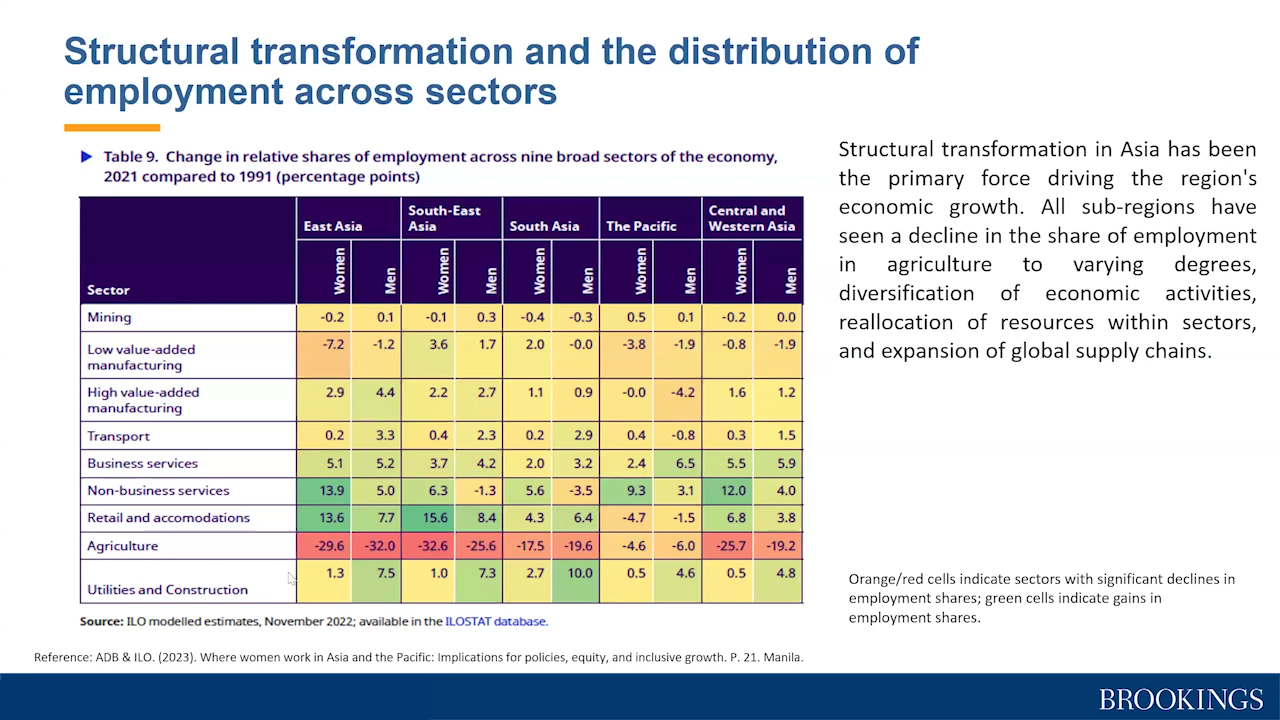 Structural transformation and the distribution of
employment across sectors
▶ Table 9. Change in relative shares of employment across nine broad sectors of the economy,
2021 compared to 1991 (percentage points)
Sector East Asia South-East Asia South Asia The Pacific Central and Western Asia
Women Men Women Men Women Men Women Men Women Men
Mining -0.2 0.1 -0.1 0.3 -0.4 -0.3 0.5 0.1 -0.2 0.0
Low value-added manufacturing -7.2 -1.2 3.6 1.7 2.0 -0.0 -3.8 -1.9 -0.8 -1.9
High value-added manufacturing 2.9 4.4 2.2 2.7 1.1 0.9 -0.0 -4.2 1.6 1.2
Transport 0.2 3.3 0.4 2.3 0.2 2.9 0.4 -0.8 0.3 1.5
Business services 5.1 5.2 3.7 4.2 2.0 3.2 2.4 6.5 5.5 5.9
Non-business services 13.9 5.0 6.3 -1.3 5.6 -3.5 9.3 3.1 12.0 4.0
Retail and accomodations 13.6 7.7 15.6 8.4 4.3 6.4 -4.7 -1.5 6.8 3.8
Agriculture -29.6 -32.0 -32.6 -25.6 -17.5 -19.6 -4.6 -6.0 -25.7 -19.2
Utilities and Construction 1.3 7.5 1.0 7.3 2.7 10.0 0.5 4.6 0.5 4.8
Source: ILO modelled estimates, November 2022; available in the ILOSTAT database.
Structural transformation in Asia has been
the primary force driving the region's
economic growth. All sub-regions have
seen a decline in the share of employment
in agriculture to varying degrees,
diversification of economic activities,
reallocation of resources within sectors,
and expansion of global supply chains.
Orange/red cells indicate sectors with significant declines in
employment shares; green cells indicate gains in
employment shares.
Reference: ADB & ILO. (2023). Where women work in Asia and the Pacific: Implications for policies, equity, and inclusive growth. P. 21. Manila.
BROOKINGS